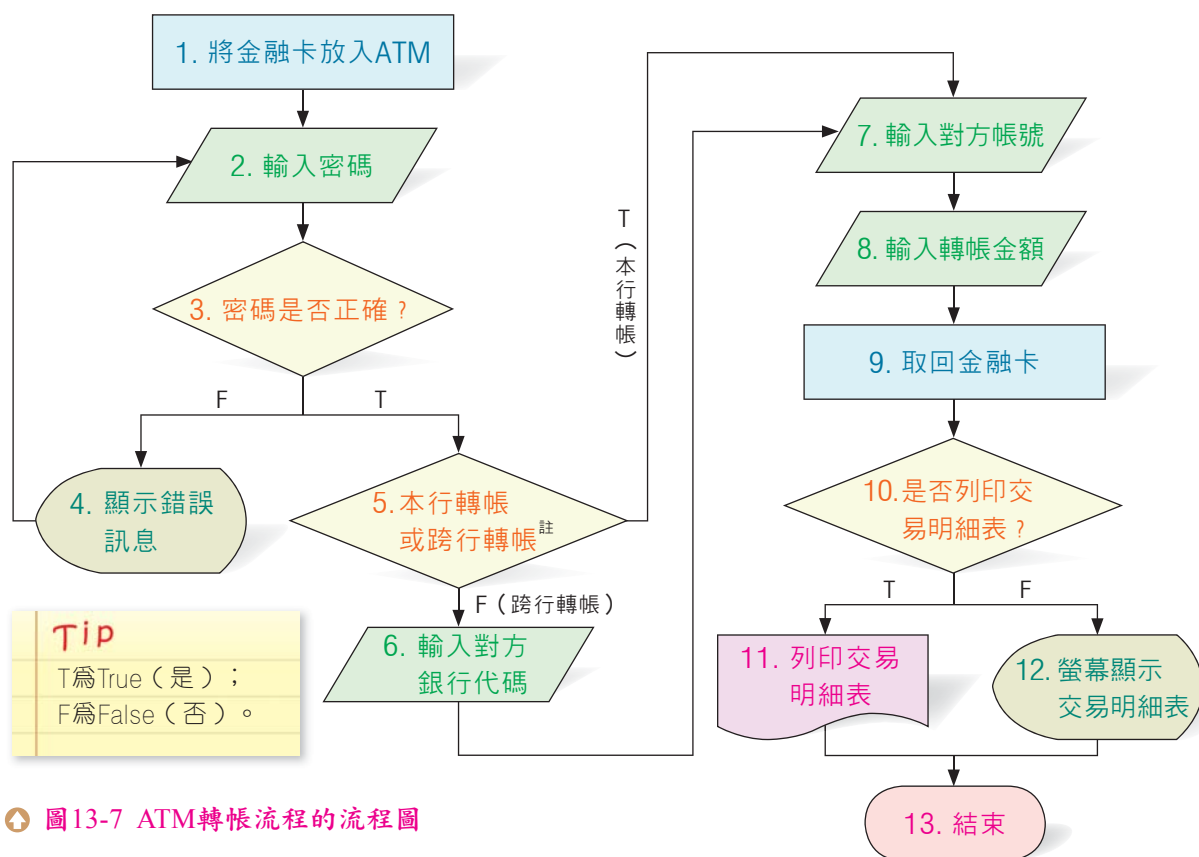 1. 將金融卡放入ATM
2. 輸入密碼
3. 密碼是否正確？
F
T
4. 顯示錯誤
訊息
5. 本行轉帳
或跨行轉帳註
T（本行轉帳）
F（跨行轉帳）
6. 輸入對方
銀行代碼
7. 輸入對方帳號
8. 輸入轉帳金額
9. 取回金融卡
10. 是否列印交
易明細表？
T
F
11. 列印交易
明細表
12. 螢幕顯示
交易明細表
13. 結束
Tip
T為True（是）；
F為False（否）。
圖13-7 ATM轉帳流程的流程圖